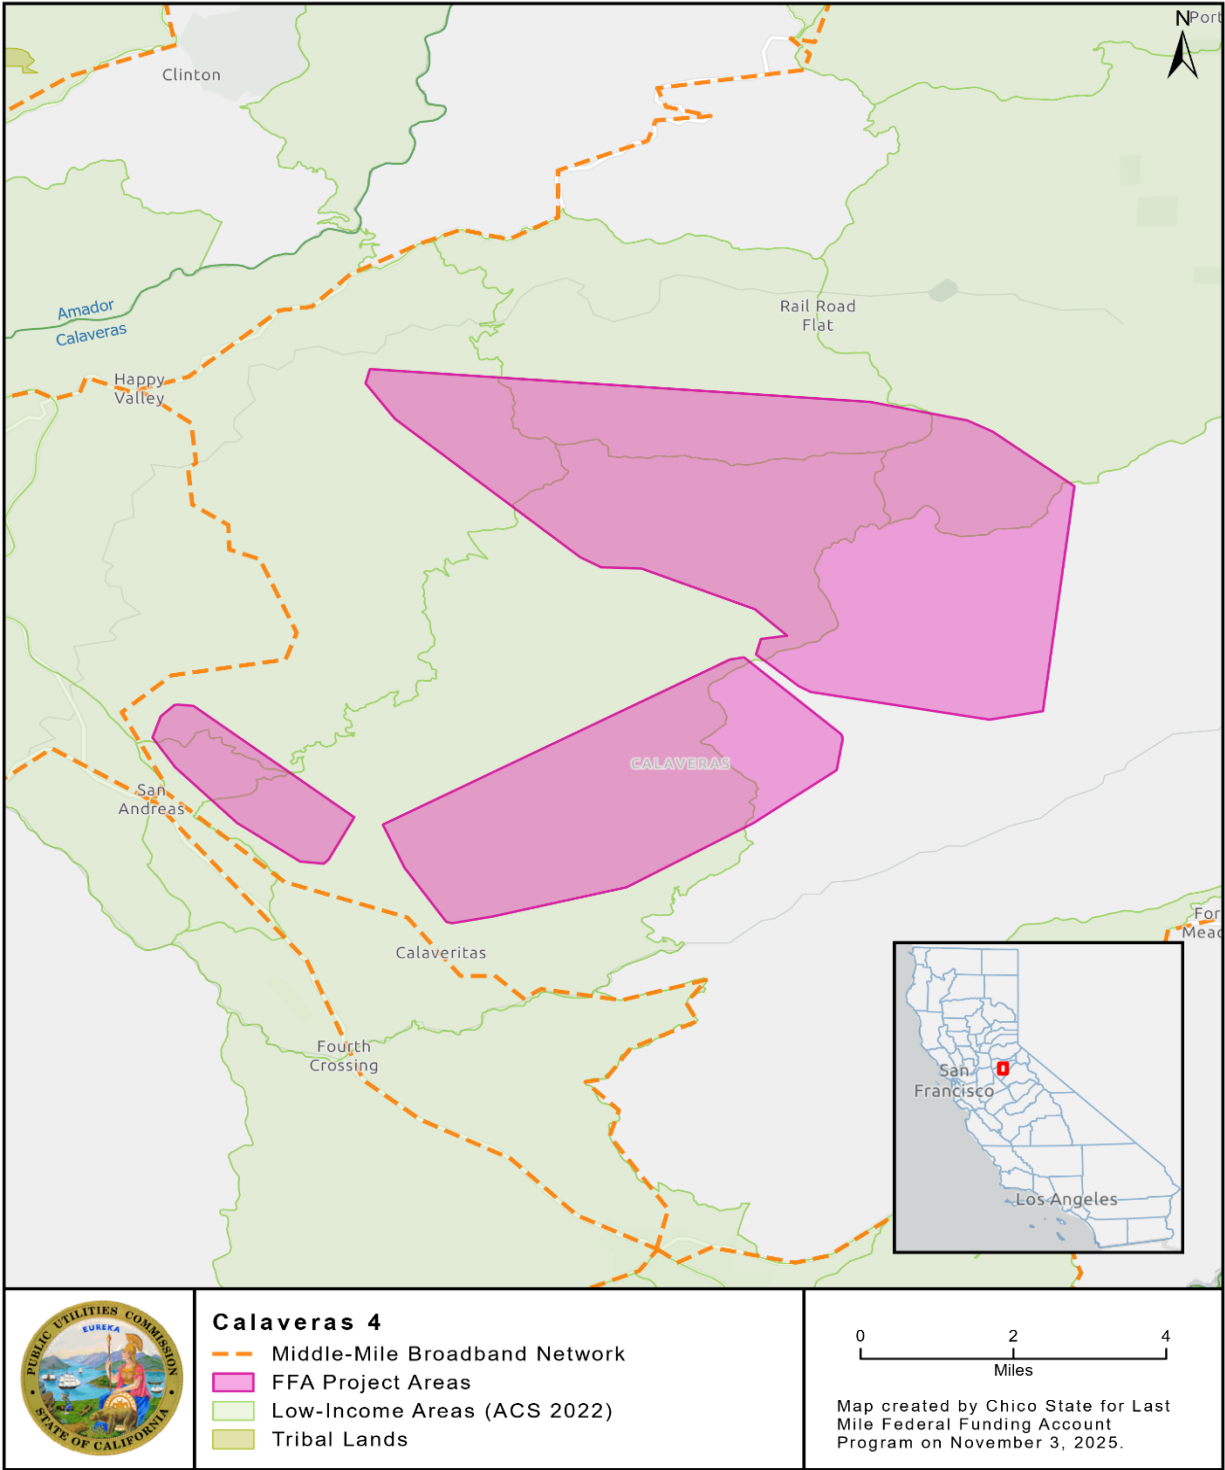 N
Port
Clinton
Amador
Calaveras
Rail Road
Flat
Happy
Valley
CALAVERAS
San
Andreas
Calaveritas
For
Mead
Fourth
Crossing
San
Francisco
Los Angeles
PUBLIC UTILITIES COMMISSION
EUREKA
STATE OF CALIFORNIA
Calaveras 4
Middle-Mile Broadband Network
FFA Project Areas
Low-Income Areas (ACS 2022)
Tribal Lands
0 2 4
Miles
Map created by Chico State for Last
Mile Federal Funding Account
Program on November 3, 2025.